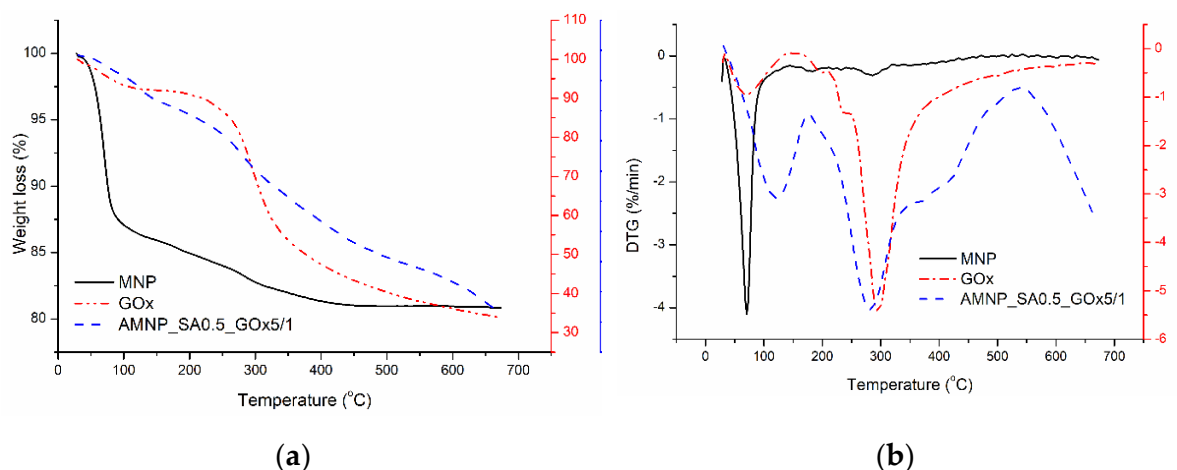 110
100
90
80
70
60
50
40
30
100
95
90
85
80
Weight loss (%)
MNP
GOx
AMNP_SA0.5_GOx5/1
0 100 200 300 400 500 600 700
Temperature (°C)
(a)
0
-1
-2
-3
-4
DTG (%/min)
0
-1
-2
-3
-4
-5
-6
MNP
GOx
AMNP_SA0.5_GOx5/1
0 100 200 300 400 500 600 700
Temperature (°C)
(b)